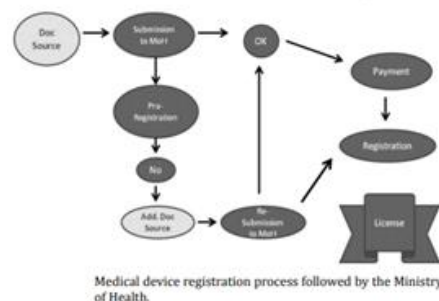 Doc
Source
Submission
to MoH
OK
Payment
Pre-
Registration
Registration
No
Add. Doc
Source
Re-
Submission
to MoH
License
Medical device registration process followed by the Ministry
of Health.